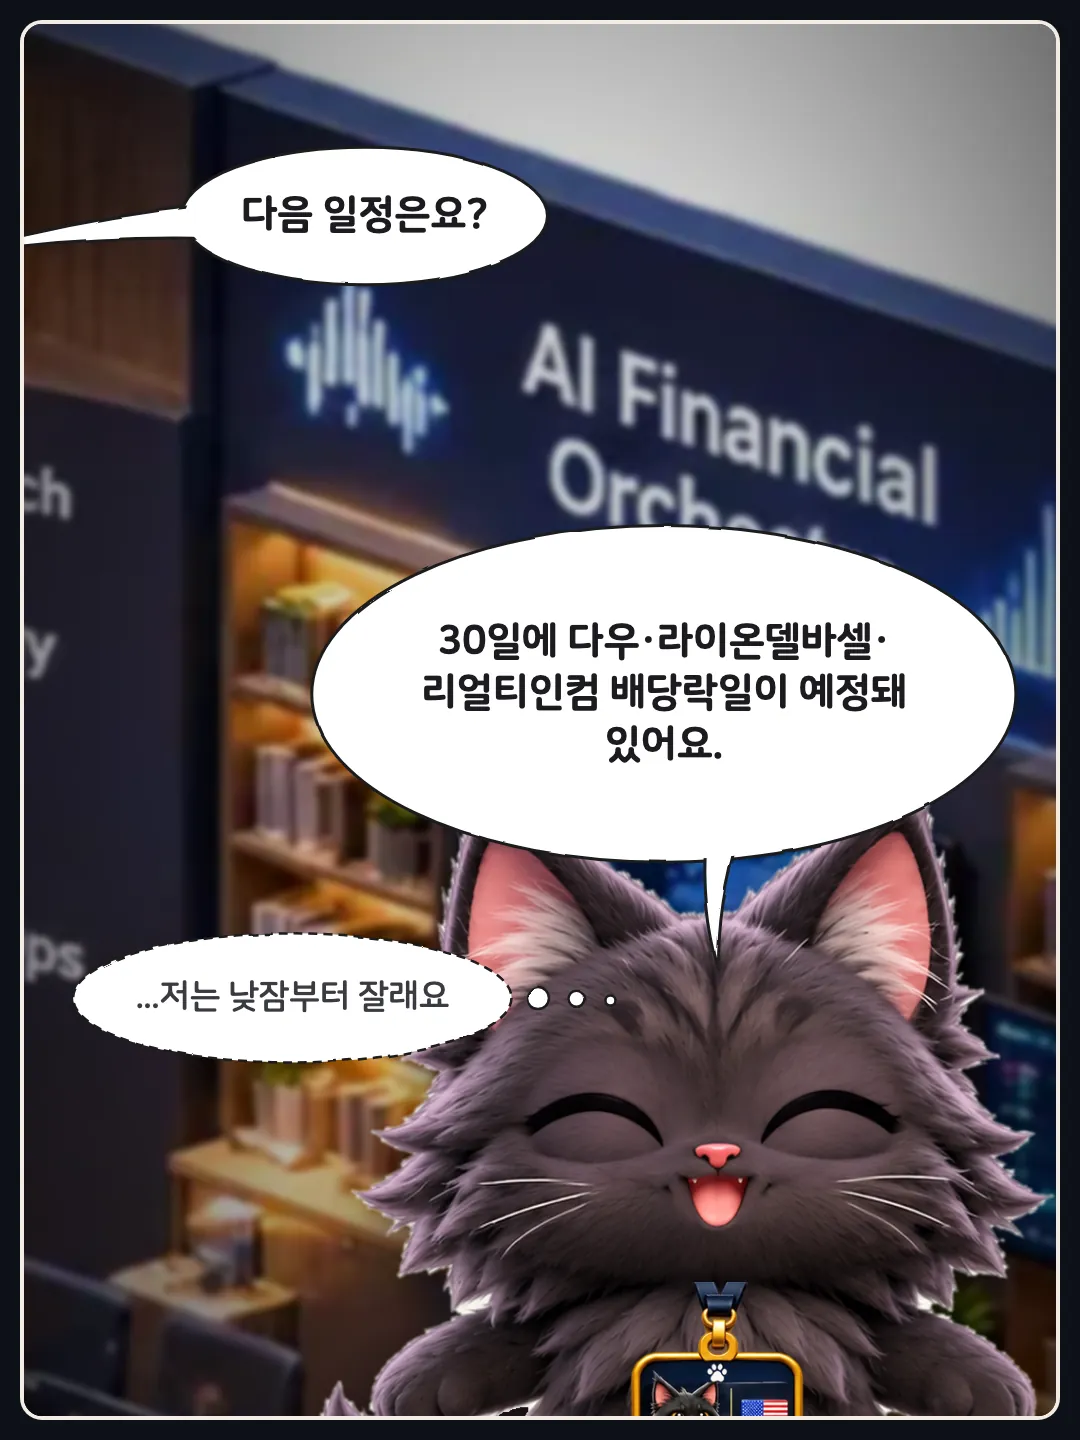 다음 일정은요?
AI Financial
ch
30일에 다우·라이온델바셀·
리얼티인컴 배당락일이 예정돼
있어요.
y
ps
...저는 낮잠부터 잘래요